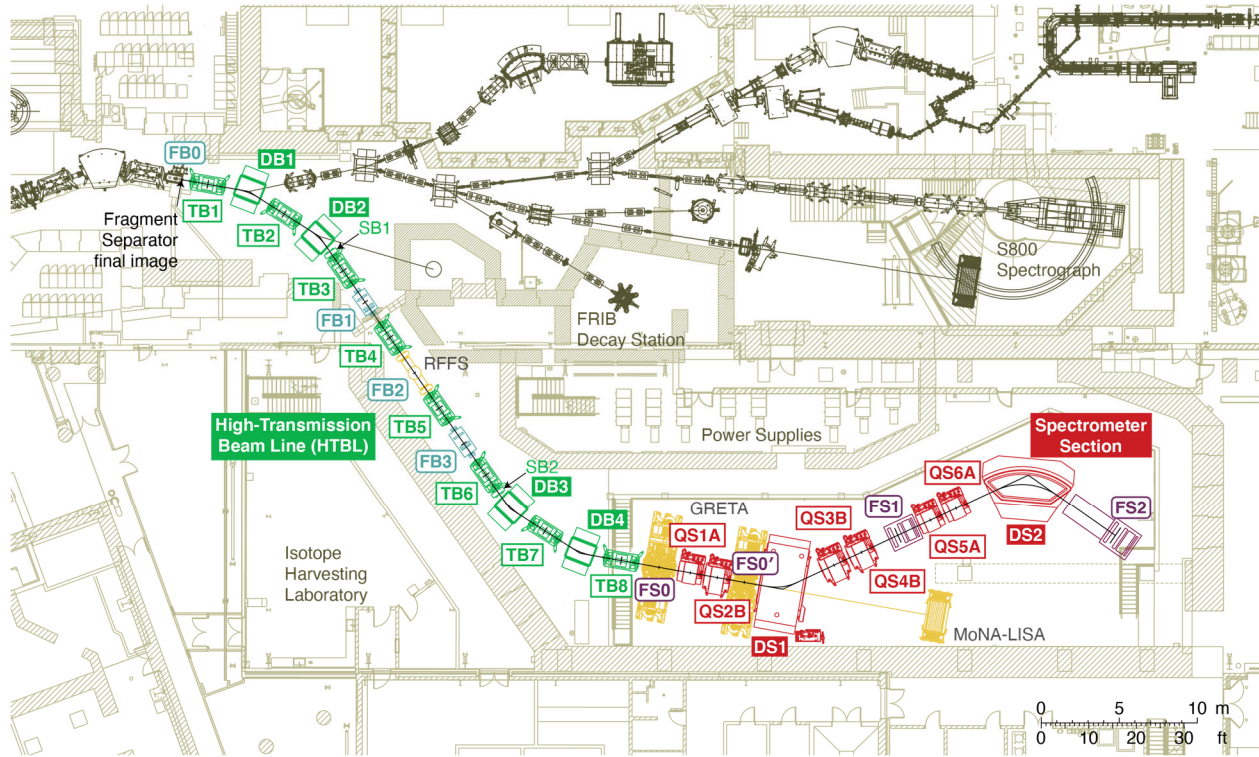 FB0
DB1
TB1
DB2
SB1
Fragment
Separator
final image
TB2
S800
Spectrograph
TB3
FB1
FRIB
Decay Station
TB4
RFFS
FB2
High-Transmission
Beam Line (HTBL)
TB5
Power Supplies
Spectrometer
Section
FB3
SB2
TB6
DB3
QS6A
FS1
FS2
GRETA
QS3B
DB4
QS1A
DS2
QS5A
TB7
Isotope
Harvesting
Laboratory
FS0′
QS4B
TB8
FS0
QS2B
MoNA-LISA
DS1
0 5 10 m
0 10 20 30 ft